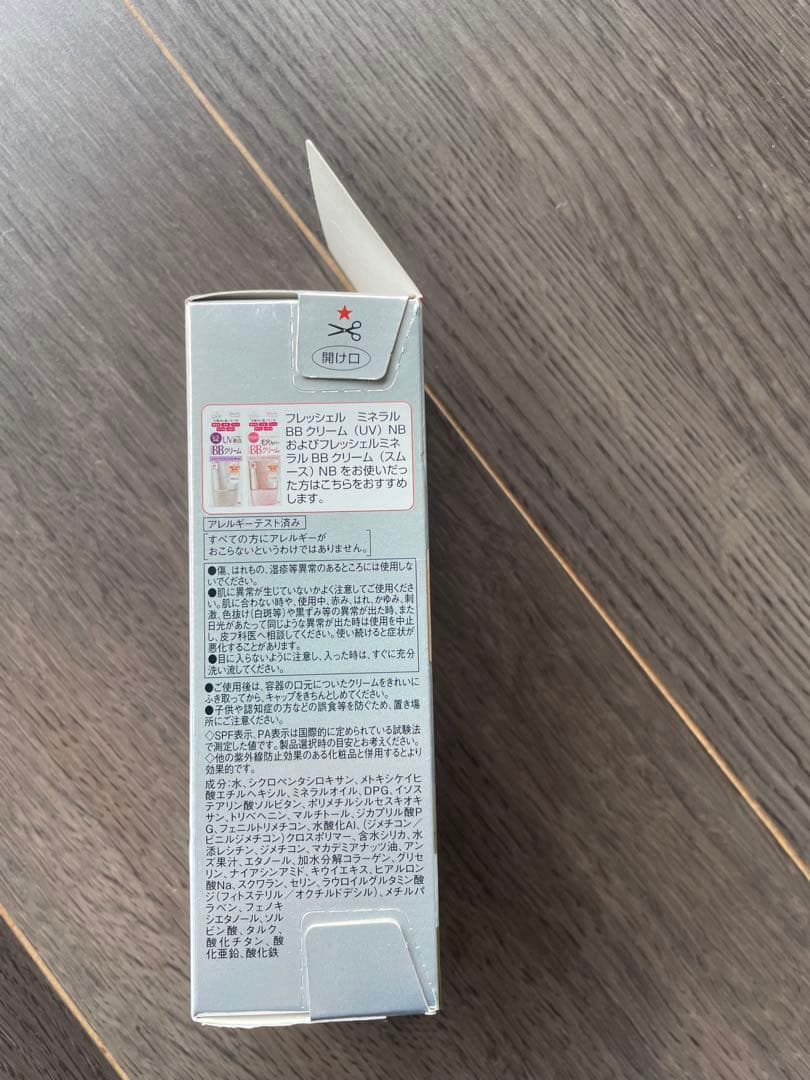 開け口
UV
BBクリーム
BBクリーム
フレッシェル ミネラル
BBクリーム（UV）NB
およびフレッシェルミネ
ラルBBクリーム（スム
ース）NBをお使いだっ
た方はこちらをおすすめ
します。
アレルギーテスト済み
すべての方にアレルギーが
おこらないというわけではありません。
●傷、はれもの、湿疹等異常のあるところには使用しな
いでください。
●肌に異常が生じていないかよく注意してご使用くださ
い。肌に合わない時や、使用中、赤み、はれ、かゆみ、刺
激、色抜け（白斑等）や黒ずみ等の異常が出た時、また
日光があたって同じような異常が出た時は使用を中止
し、皮フ科医へ相談してください。使い続けると症状が
悪化することがあります。
●目に入らないように注意し、入った時は、すぐに充分
洗い流してください。
●ご使用後は、容器の口元についたクリームをきれいに
ふき取ってから、キャップをきちんとしめてください。
●子供や認知症の方などの誤食等を防ぐため、置き場
所にご注意ください。
◇SPF表示、PA表示は国際的に定められている試験法
で測定した値です。製品選択時の目安とお考えください。
◇他の紫外線防止効果のある化粧品と併用するとより
効果的です。
成分：水、シクロペンタシロキサン、メトキシケイヒ
酸エチルヘキシル、ミネラルオイル、DPG、イソス
テアリン酸ソルビタン、ポリメチルシルセスキオキ
サン、トリベヘニン、マルチトール、ジカプリル酸P
G、フェニルトリメチコン、水酸化Al、（ジメチコン／
ビニルジメチコン）クロスポリマー、含水シリカ、水
添レシチン、ジメチコン、マカデミアナッツ油、アン
ズ果汁、エタノール、加水分解コラーゲン、グリセ
リン、ナイアシンアミド、キウイエキス、ヒアルロン
酸Na、スクワラン、セリン、ラウロイルグルタミン酸
ジ（フィトステリル／オクチルドデシル）、メチルパ
ラベン、フェノキ
シエタノール、ソル
ビン酸、タルク、
酸化チタン、酸
化亜鉛、酸化鉄